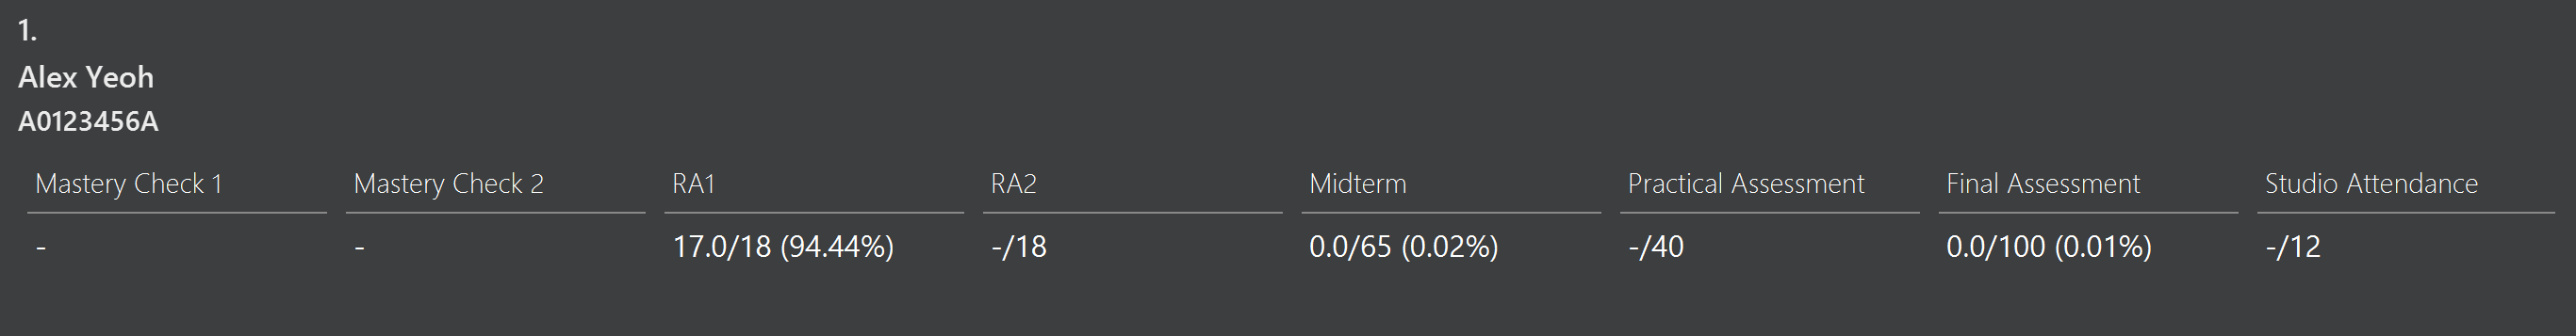 1.
Alex Yeoh
A0123456A
Mastery Check 1 Mastery Check 2 RA1 RA2 Midterm Practical Assessment Final Assessment Studio Attendance
- - 17.0/18 (94.44%) -/18 0.0/65 (0.02%) -/40 0.0/100 (0.01%) -/12